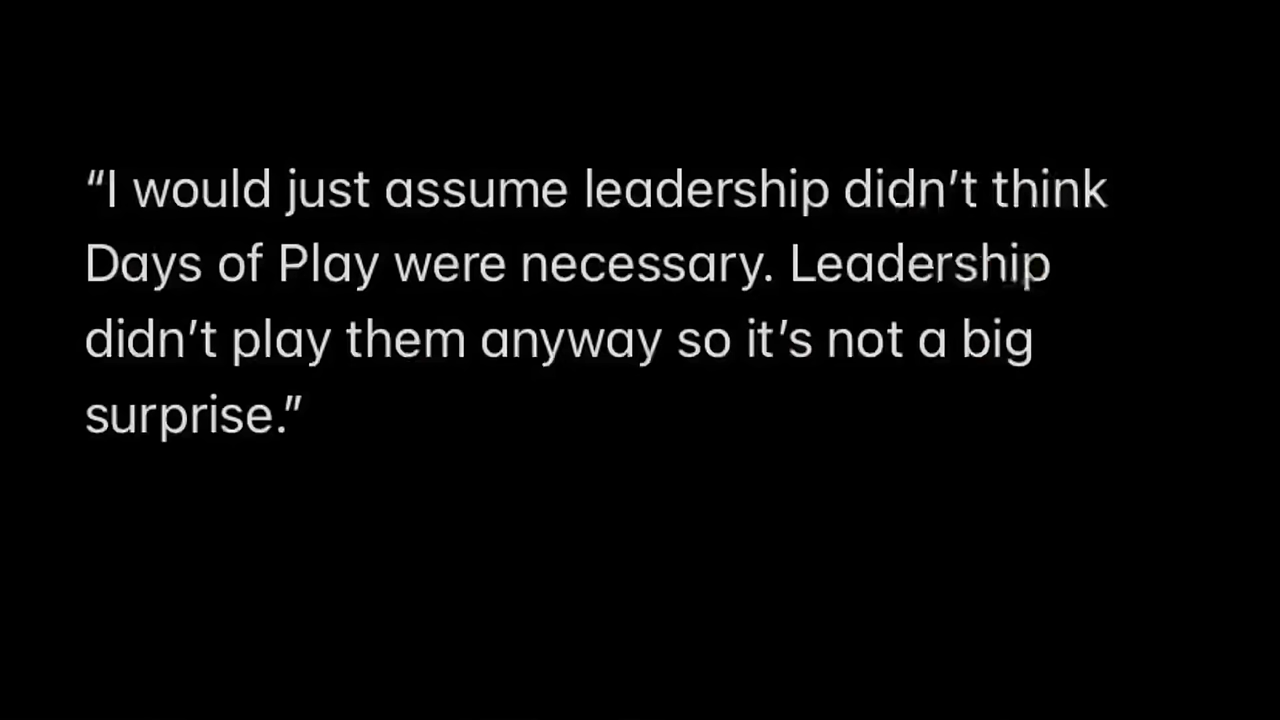 “I would just assume leadership didn’t think
Days of Play were necessary. Leadership
didn’t play them anyway so it’s not a big
surprise.”